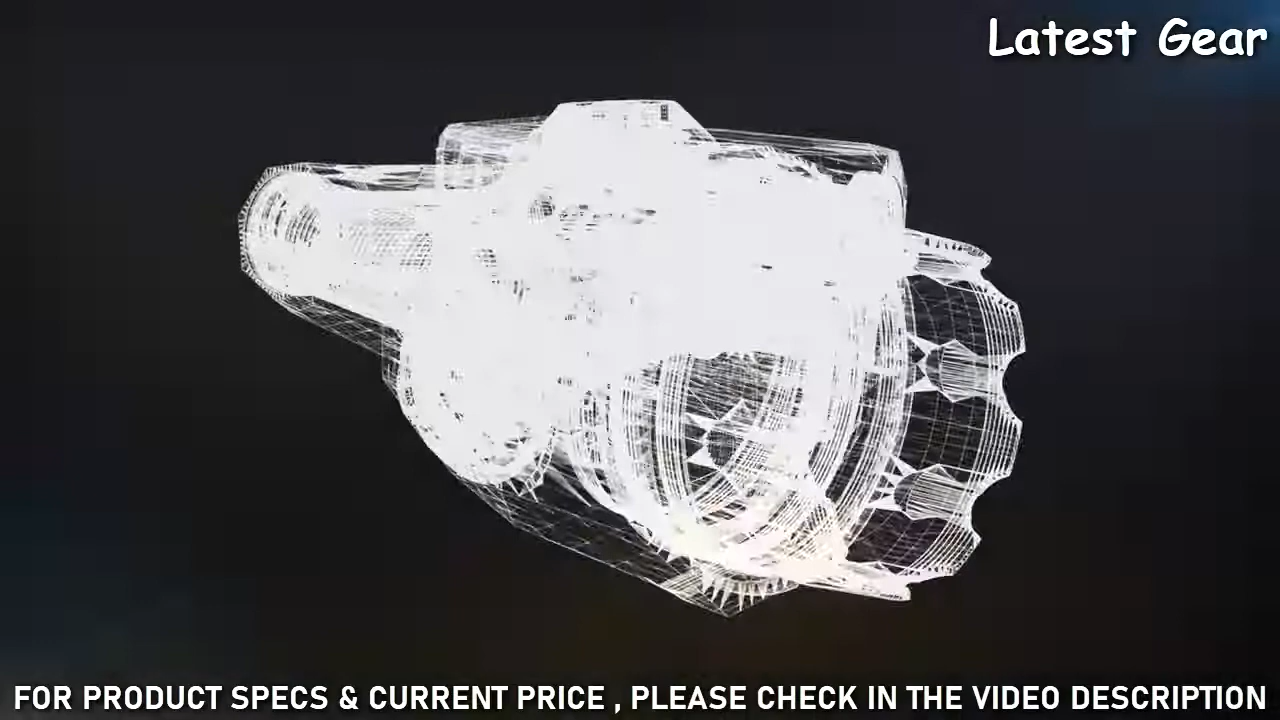 Latest Gear
FOR PRODUCT SPECS & CURRENT PRICE , PLEASE CHECK IN THE VIDEO DESCRIPTION